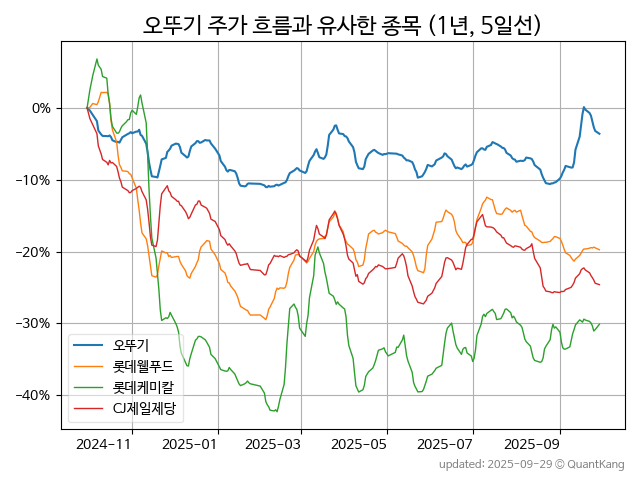 오뚜기 주가 흐름과 유사한 종목 (1년, 5일선)
0%
−10%
−20%
−30%
−40%
오뚜기
롯데웰푸드
롯데케미칼
CJ제일제당
2024-11
2025-01
2025-03
2025-05
2025-07
2025-09
updated: 2025-09-29 © QuantKang